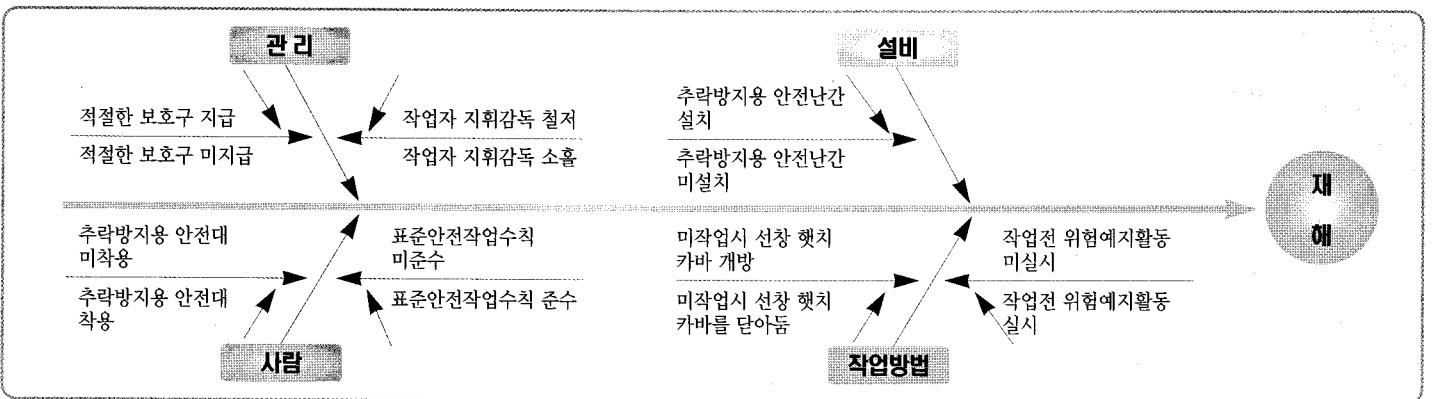 관리
적절한 보호구 지급
적절한 보호구 미지급
작업자 지휘감독 철저
작업자 지휘감독 소홀
설비
추락방지용 안전난간
설치
추락방지용 안전난간
미설치
재
해
추락방지용 안전대
미착용
추락방지용 안전대
착용
표준안전작업수칙
미준수
표준안전작업수칙 준수
사람
미작업시 선창 햇치
카바 개방
미작업시 선창 햇치
카바를 닫아둠
작업전 위험예지활동
미실시
작업전 위험예지활동
실시
작업방법